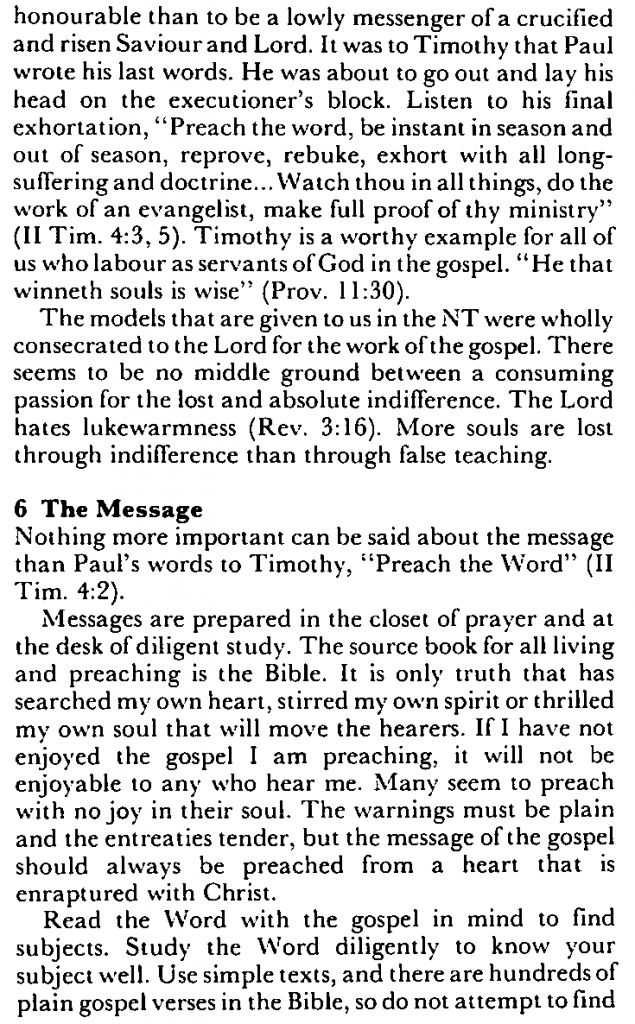 honourable than to be a lowly messenger of a crucified
and risen Saviour and Lord. It was to Timothy that Paul
wrote his last words. He was about to go out and lay his
head on the executioner's block. Listen to his final
exhortation, "Preach the word, be instant in season and
out of season, reprove, rebuke, exhort with all long-
suffering and doctrine... Watch thou in all things, do the
work of an evangelist, make full proof of thy ministry"
(II Tim. 4:3, 5). Timothy is a worthy example for all of
us who labour as servants of God in the gospel. "He that
winneth souls is wise" (Prov. 11:30).
The models that are given to us in the NT were wholly
consecrated to the Lord for the work of the gospel. There
seems to be no middle ground between a consuming
passion for the lost and absolute indifference. The Lord
hates lukewarmness (Rev. 3:16). More souls are lost
through indifference than through false teaching.
6 The Message
Nothing more important can be said about the message
than Paul's words to Timothy, "Preach the Word" (II
Tim. 4:2).
Messages are prepared in the closet of prayer and at
the desk of diligent study. The source book for all living
and preaching is the Bible. It is only truth that has
searched my own heart, stirred my own spirit or thrilled
my own soul that will move the hearers. If I have not
enjoyed the gospel I am preaching, it will not be
enjoyable to any who hear me. Many seem to preach
with no joy in their soul. The warnings must be plain
and the entreaties tender, but the message of the gospel
should always be preached from a heart that is
enraptured with Christ.
Read the Word with the gospel in mind to find
subjects. Study the Word diligently to know your
subject well. Use simple texts, and there are hundreds of
plain gospel verses in the Bible, so do not attempt to find